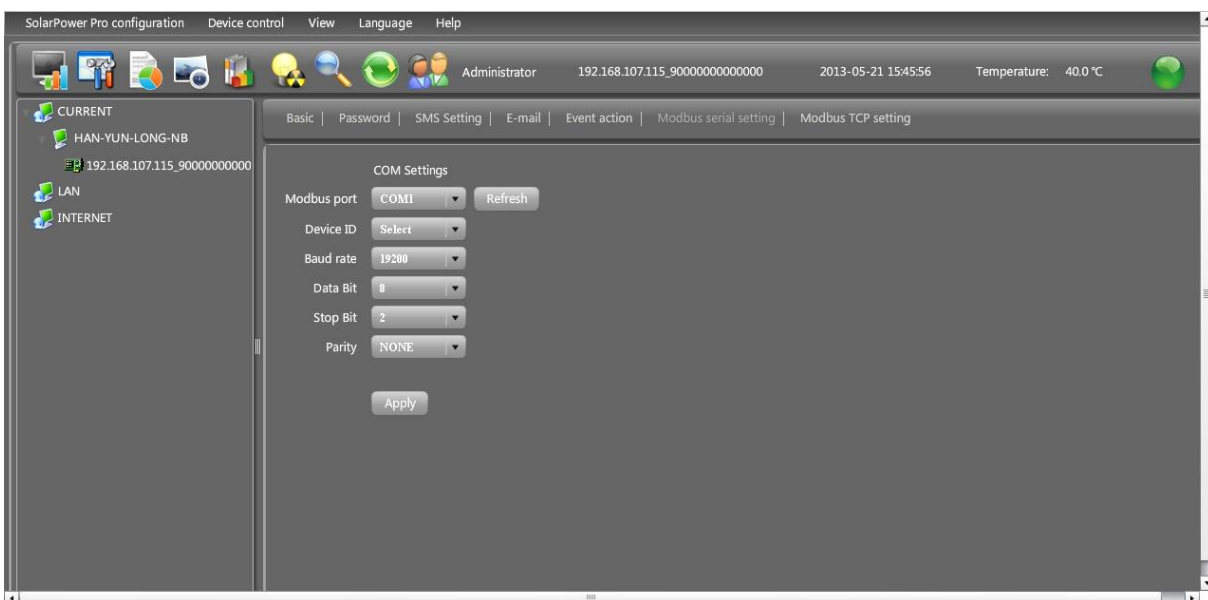 SolarPower Pro configuration Device control View Language Help
Administrator 192.168.107.115_90000000000000 2013-05-21 15:45:56 Temperature: 40.0 ℃
CURRENT
HAN-YUN-LONG-NB
192.168.107.115_90000000000
LAN
INTERNET
Basic | Password | SMS Setting | E-mail | Event action | Modbus serial setting | Modbus TCP setting
COM Settings
Modbus port COM1 Refresh
Device ID Select
Baud rate 19200
Data Bit 8
Stop Bit 2
Parity NONE
Apply